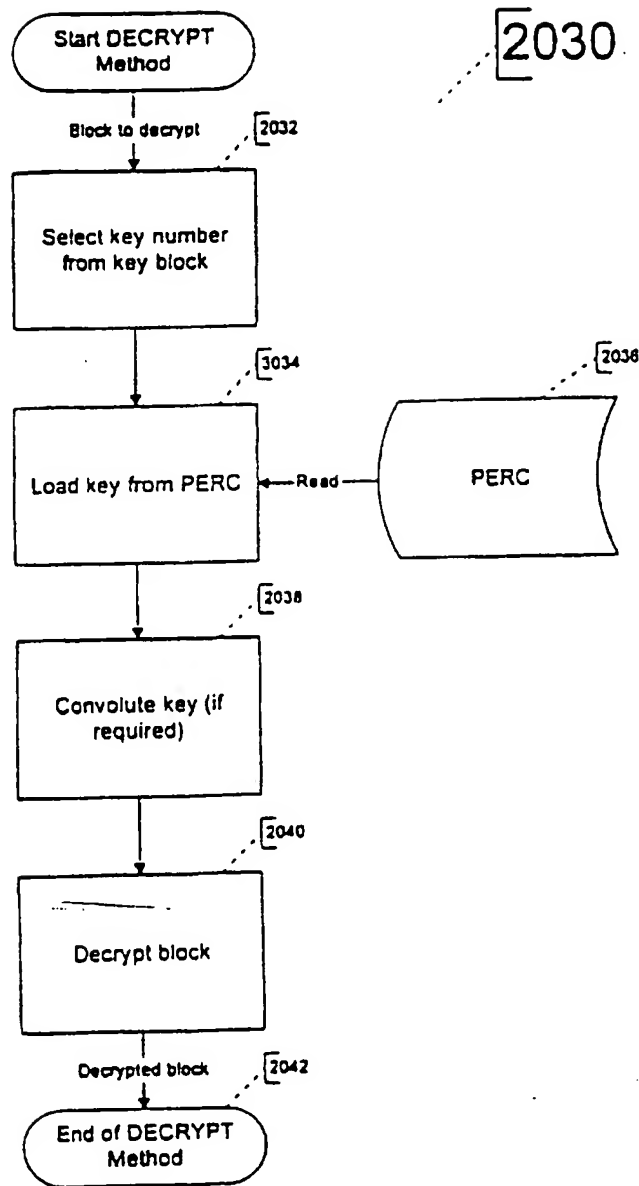 Start DECRYPT
Method
2030
Block to decrypt
2032
Select key number
from key block
3034
2036
Load key from PERC
Read
PERC
2038
Convolute key (if
required)
2040
Decrypt block
Decrypted block
2042
End of DECRYPT
Method